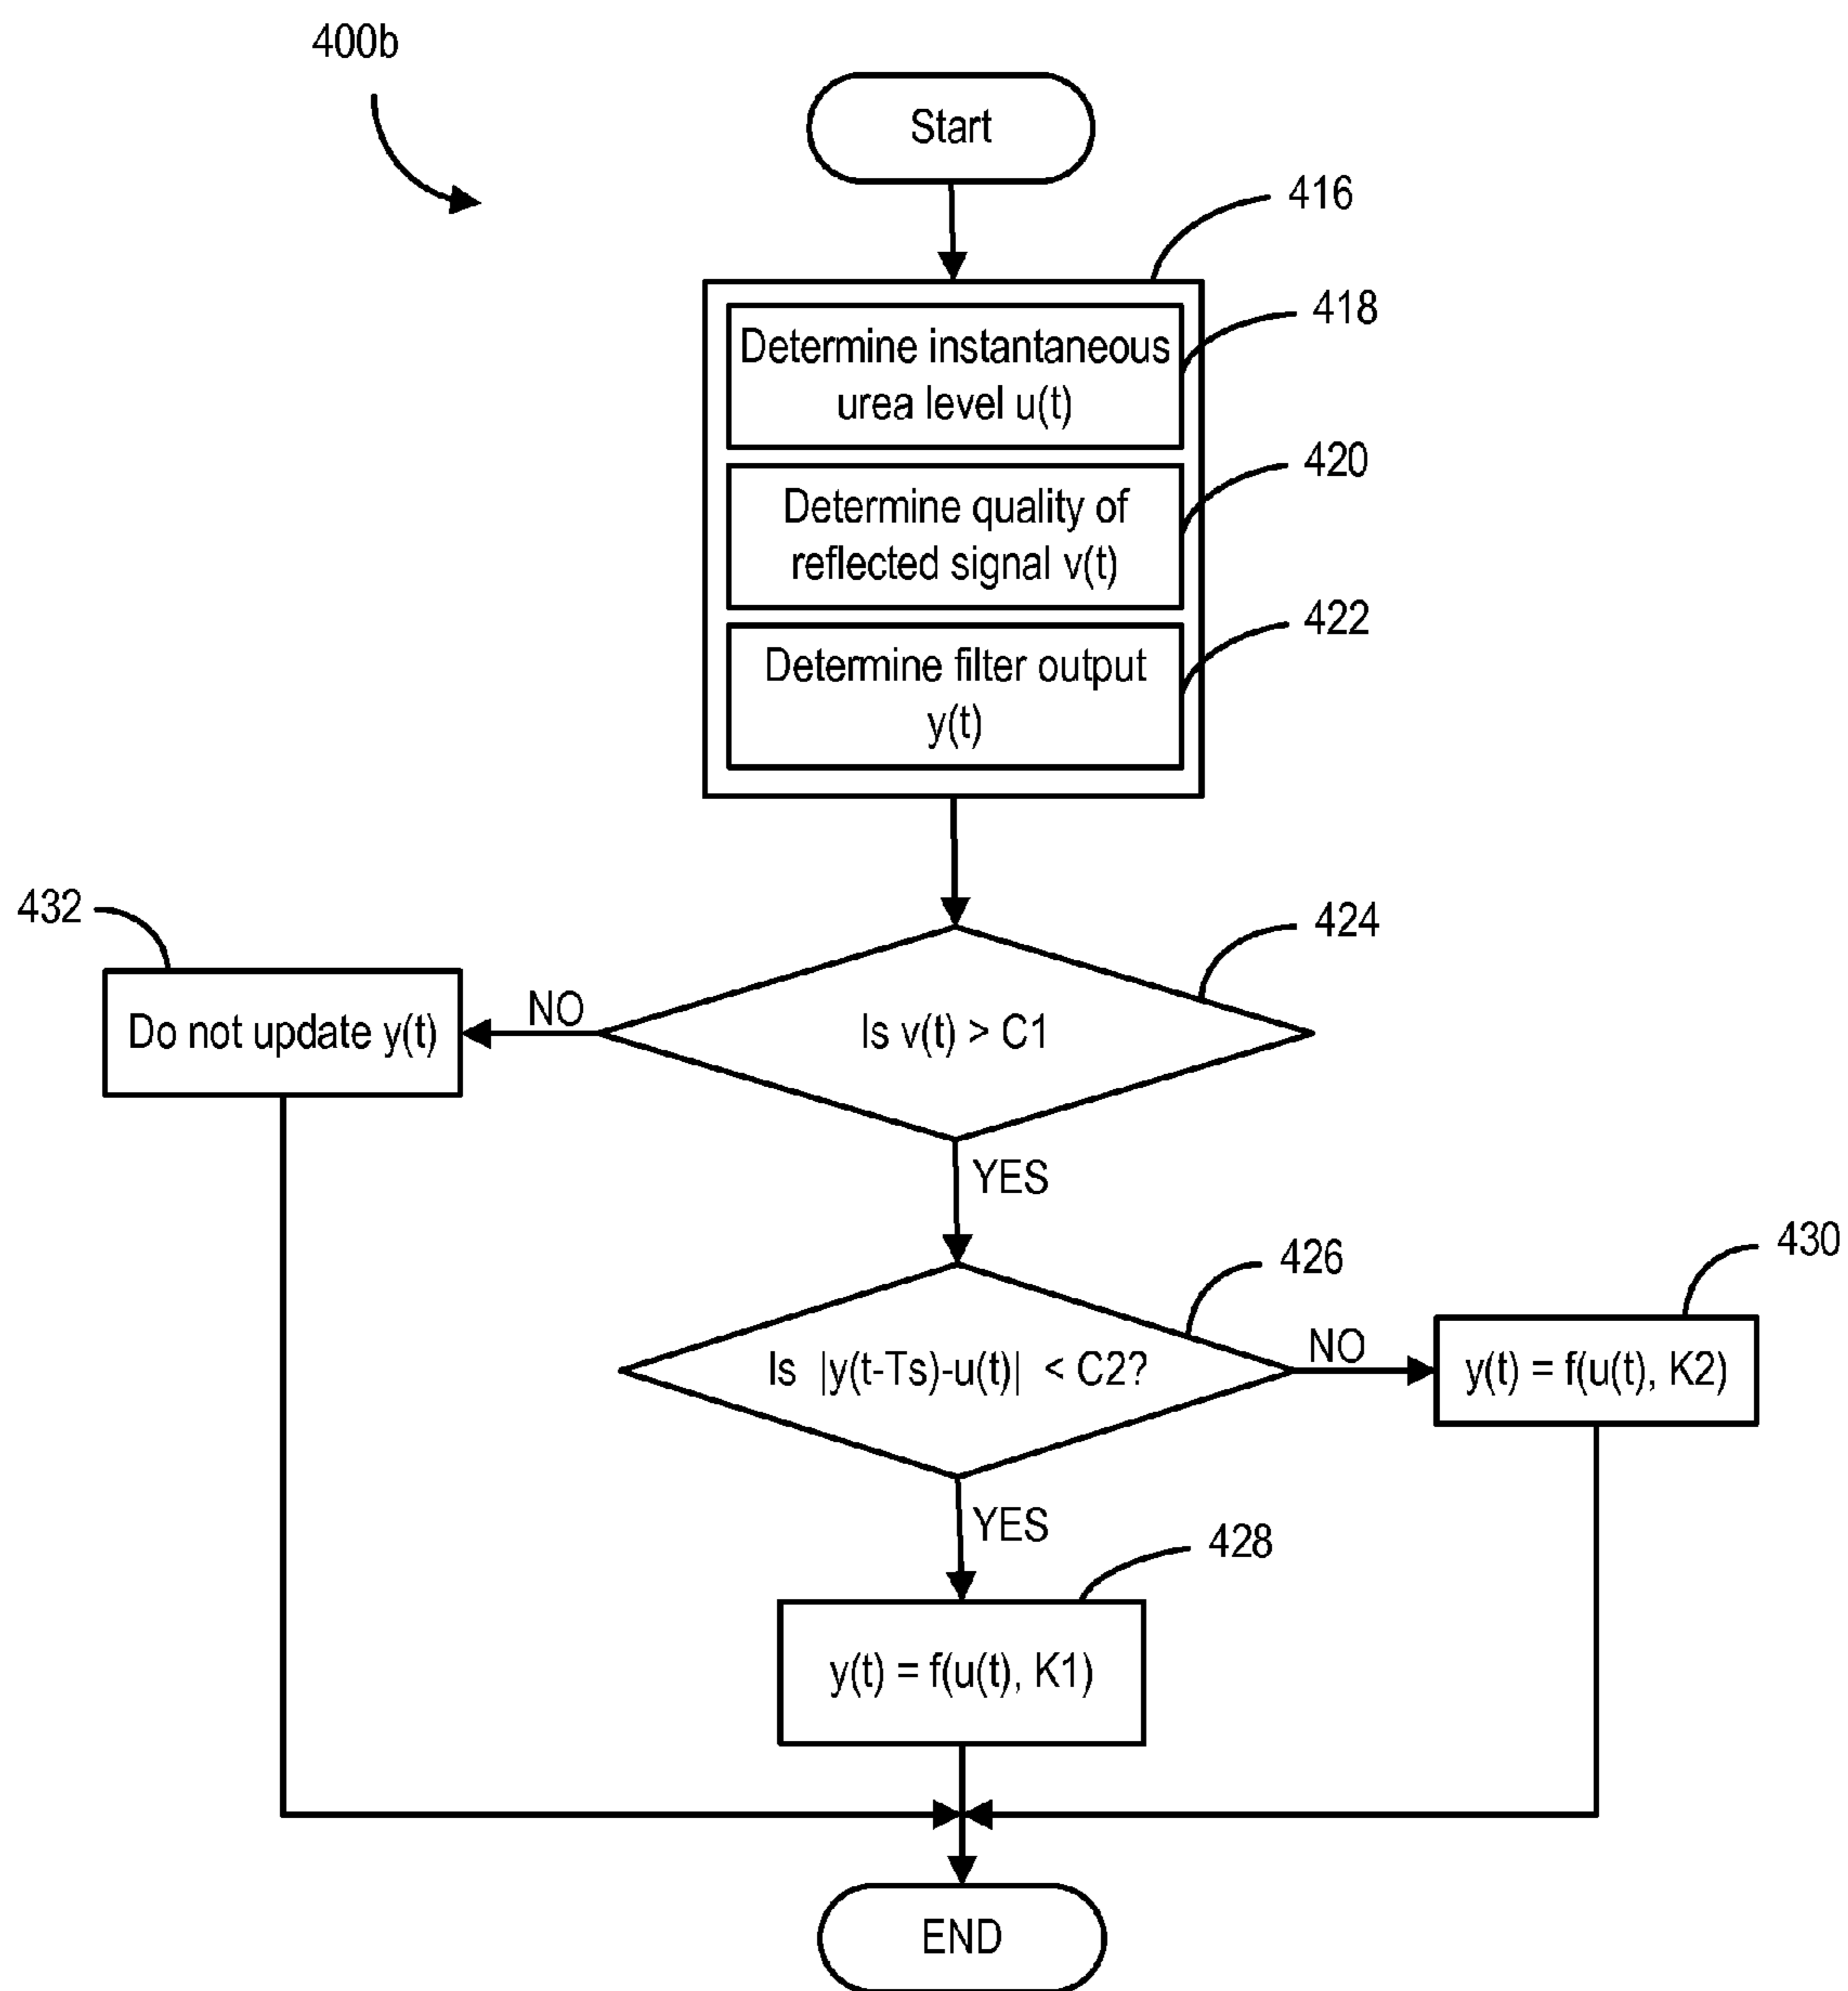 400b
Start
416
Determine instantaneous
urea level u(t)
418
Determine quality of
reflected signal v(t)
420
Determine filter output
y(t)
422
432
Do not update y(t)
NO
Is v(t) > C1
424
YES
Is |y(t-Ts)-u(t)| < C2?
426
NO
430
y(t) = f(u(t), K2)
YES
428
y(t) = f(u(t), K1)
END